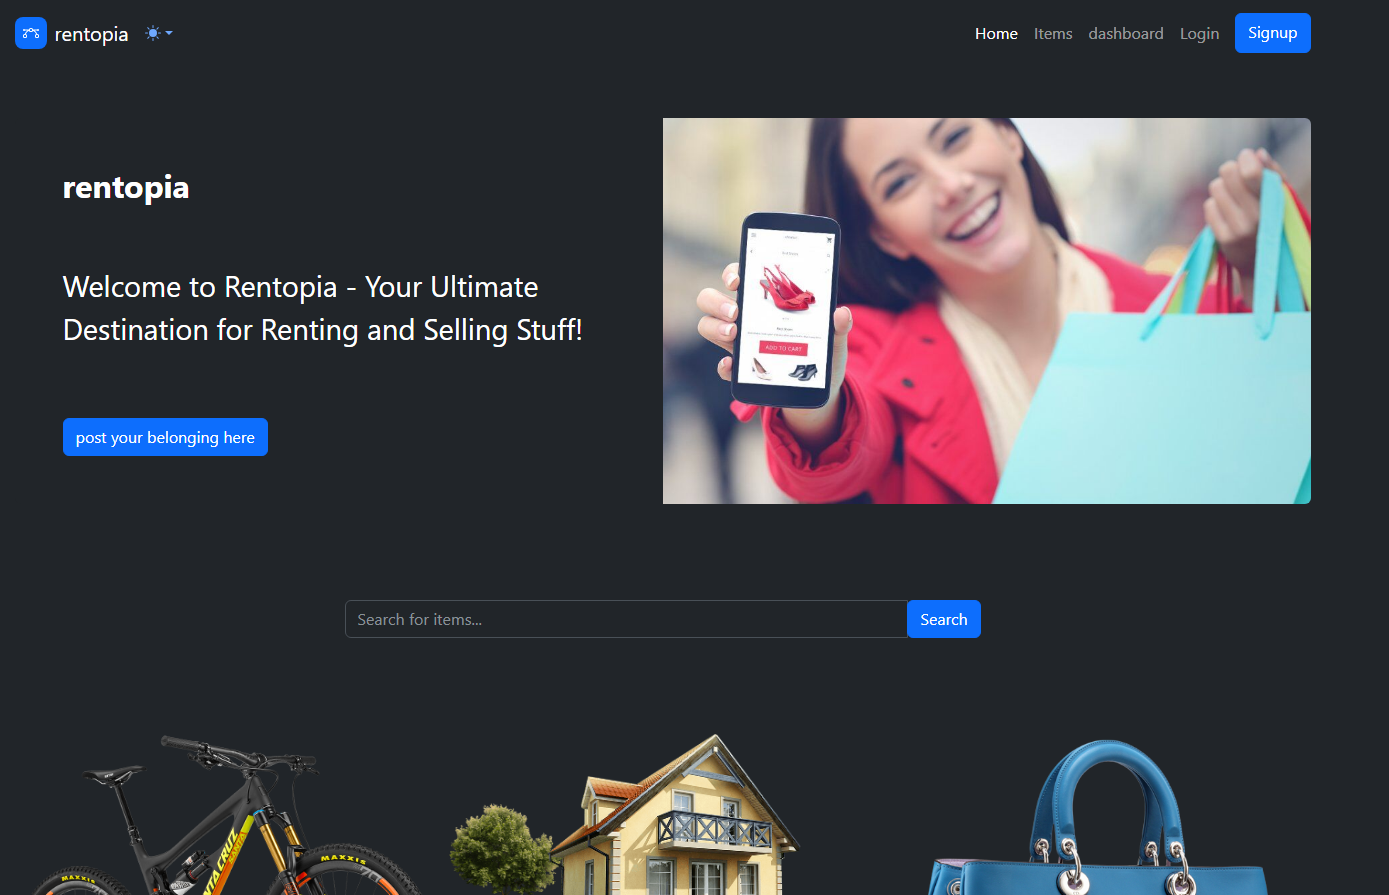 rentopia
Home Items dashboard Login Signup
rentopia
Welcome to Rentopia - Your Ultimate
Destination for Renting and Selling Stuff!
ADD TO CART
post your belonging here
Search for items... Search
MAXXIS
MAXXIS